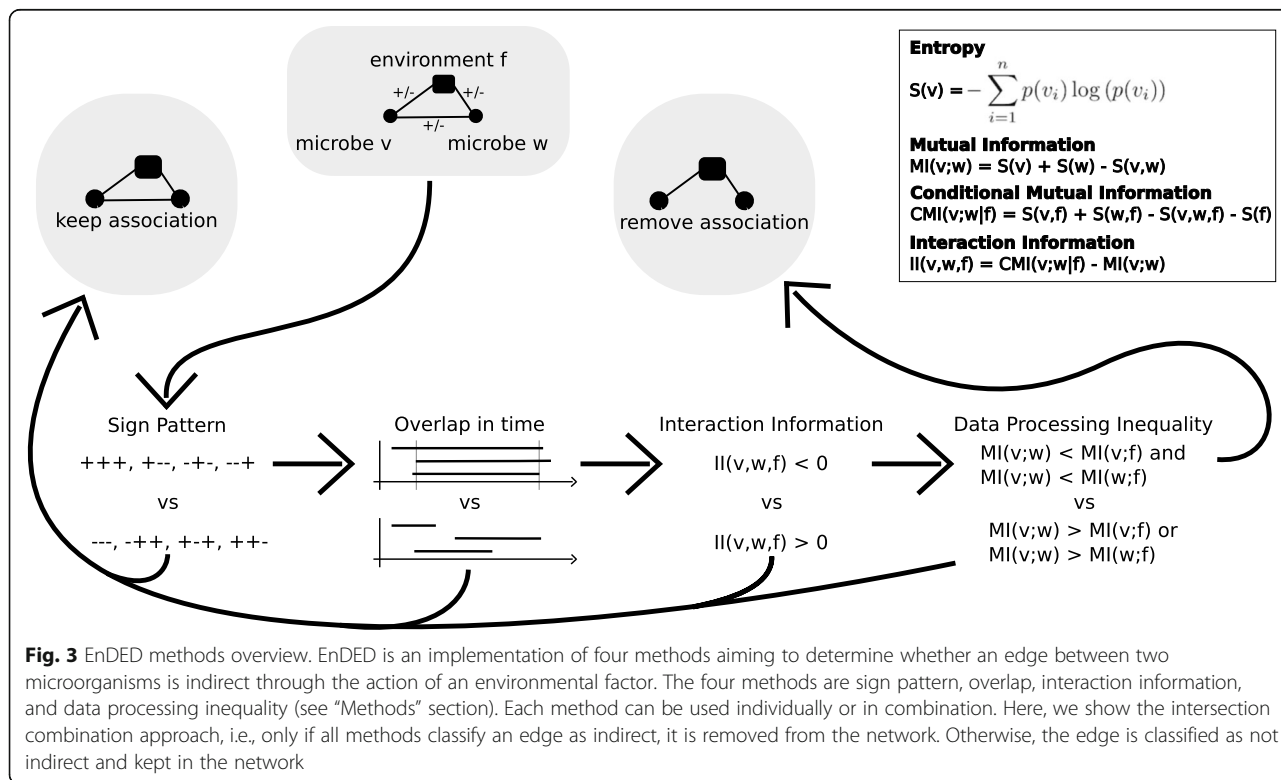 environment f
+/- +/-
+/-
microbe v microbe w
keep association
remove association
Entropy
S(v) = - \sum_{i=1}^{n} p(v_i) log (p(v_i))
Mutual Information
MI(v;w) = S(v) + S(w) - S(v,w)
Conditional Mutual Information
CMI(v;w|f) = S(v,f) + S(w,f) - S(v,w,f) - S(f)
Interaction Information
II(v,w,f) = CMI(v;w|f) - MI(v;w)
Sign Pattern
+++, +--, -+-, --+
vs
---, -++, +-+, ++-
Overlap in time
vs
Interaction Information
II(v,w,f) < 0
vs
II(v,w,f) > 0
Data Processing Inequality
MI(v;w) < MI(v;f) and
MI(v;w) < MI(w;f)
vs
MI(v;w) > MI(v;f) or
MI(v;w) > MI(w;f)
Fig. 3 EnDED methods overview. EnDED is an implementation of four methods aiming to determine whether an edge between two
microorganisms is indirect through the action of an environmental factor. The four methods are sign pattern, overlap, interaction information,
and data processing inequality (see “Methods” section). Each method can be used individually or in combination. Here, we show the intersection
combination approach, i.e., only if all methods classify an edge as indirect, it is removed from the network. Otherwise, the edge is classified as not
indirect and kept in the network